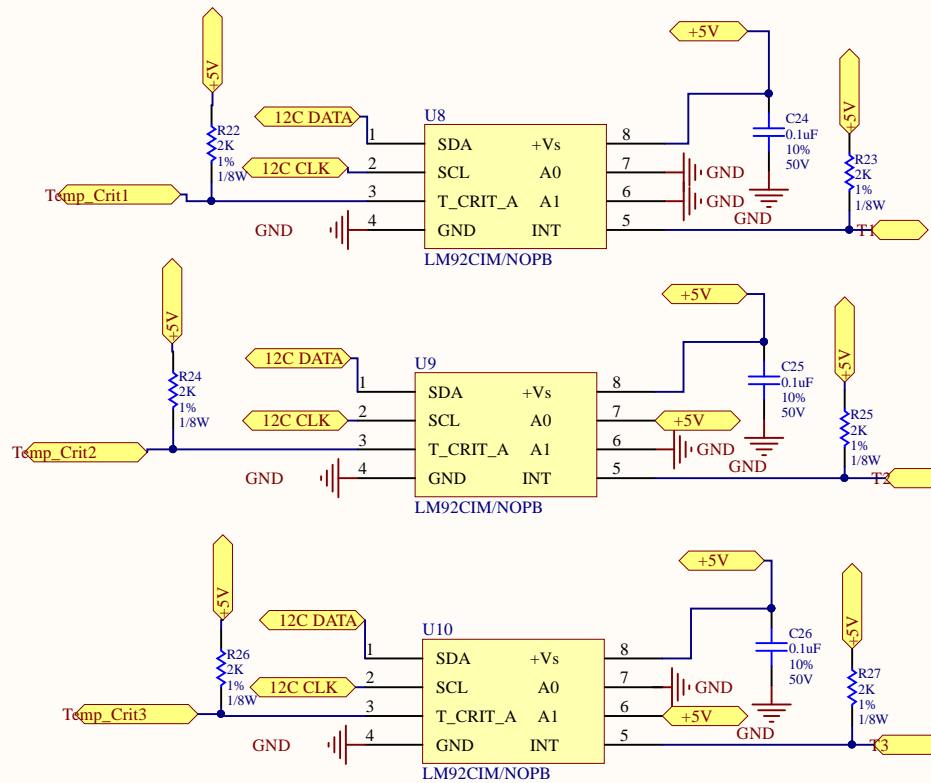 +5V
+5V
+5V
R22
2K
1%
1/8W
12C DATA
U8
C24
0.1uF
10%
50V
R23
2K
1%
1/8W
1
SDA
+Vs
8
12C CLK
2
SCL
A0
7
GND
Temp_Crit1
3
T_CRIT_A
A1
6
GND
GND
GND
4
GND
INT
5
T1
LM92CIM/NOPB
+5V
+5V
+5V
R24
2K
1%
1/8W
12C DATA
U9
C25
0.1uF
10%
50V
R25
2K
1%
1/8W
1
SDA
+Vs
8
12C CLK
2
SCL
A0
7
+5V
Temp_Crit2
3
T_CRIT_A
A1
6
GND
GND
GND
4
GND
INT
5
T2
LM92CIM/NOPB
+5V
+5V
+5V
R26
2K
1%
1/8W
12C DATA
U10
C26
0.1uF
10%
50V
R27
2K
1%
1/8W
1
SDA
+Vs
8
12C CLK
2
SCL
A0
7
GND
Temp_Crit3
3
T_CRIT_A
A1
6
+5V
GND
GND
4
GND
INT
5
T3
LM92CIM/NOPB